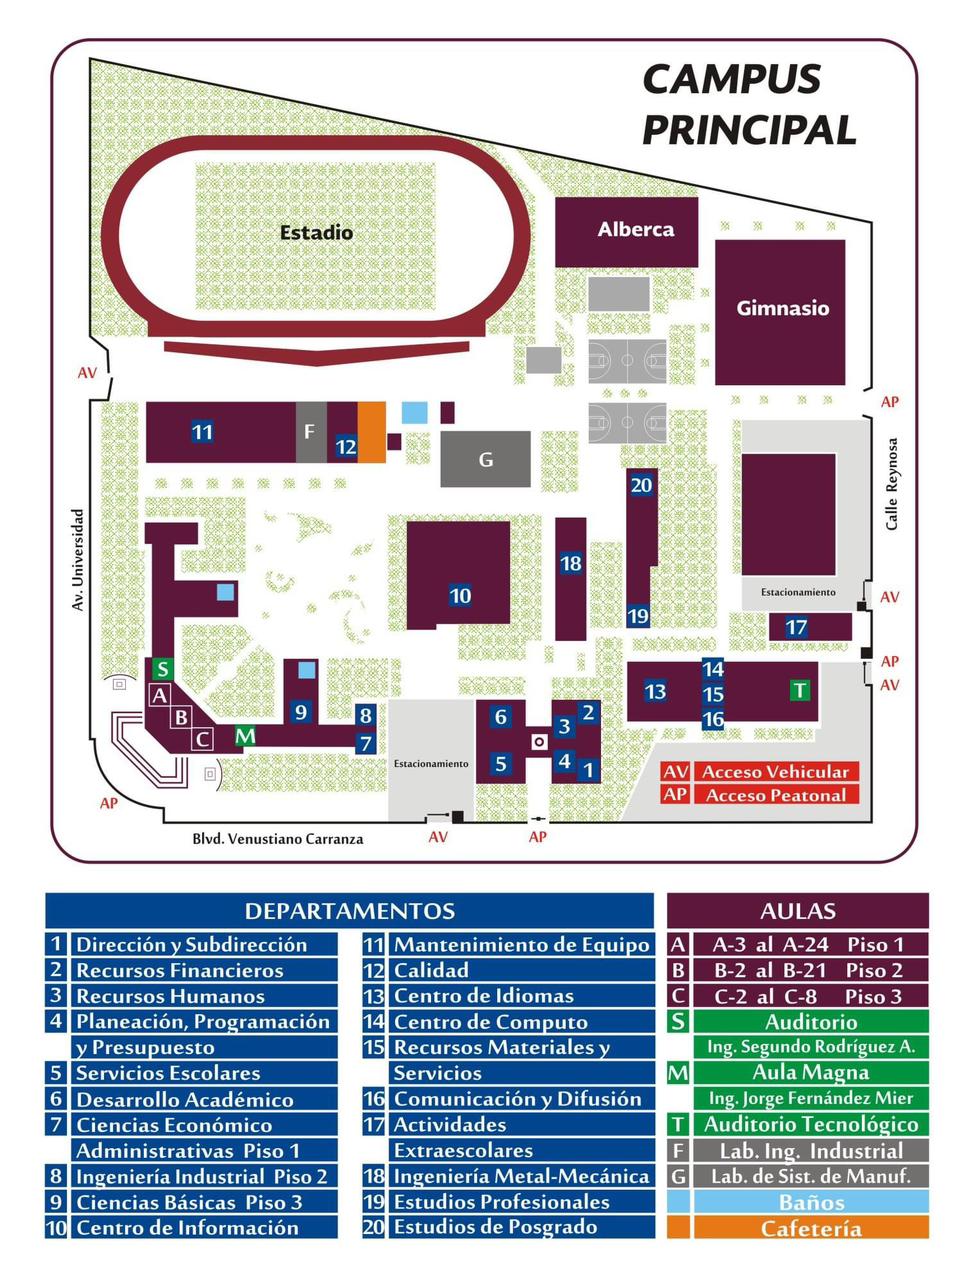 CAMPUS
PRINCIPAL
Estadio
Alberca
Gimnasio
AV
AP
11
F
12
G
20
Calle Reynosa
Av. Universidad
18
10
Estacionamiento
AV
19
17
S
AP
14
A
13
15
T
AV
B
9
8
6
2
16
C
M
7
3
5
4
1
Estacionamiento
AV Acceso Vehicular
AP Acceso Peatonal
AP
Blvd. Venustiano Carranza
AV
AP
DEPARTAMENTOS
1 Dirección y Subdirección
2 Recursos Financieros
3 Recursos Humanos
4 Planeación, Programación
y Presupuesto
5 Servicios Escolares
6 Desarrollo Académico
7 Ciencias Económico
Administrativas Piso 1
8 Ingeniería Industrial Piso 2
9 Ciencias Básicas Piso 3
10 Centro de Información
11 Mantenimiento de Equipo
12 Calidad
13 Centro de Idiomas
14 Centro de Computo
15 Recursos Materiales y
Servicios
16 Comunicación y Difusión
17 Actividades
Extraescolares
18 Ingeniería Metal-Mecánica
19 Estudios Profesionales
20 Estudios de Posgrado
AULAS
A A-3 al A-24 Piso 1
B B-2 al B-21 Piso 2
C C-2 al C-8 Piso 3
S Auditorio
Ing. Segundo Rodríguez A.
M Aula Magna
Ing. Jorge Fernández Mier
T Auditorio Tecnológico
F Lab. Ing. Industrial
G Lab. de Sist. de Manuf.
Baños
Cafetería